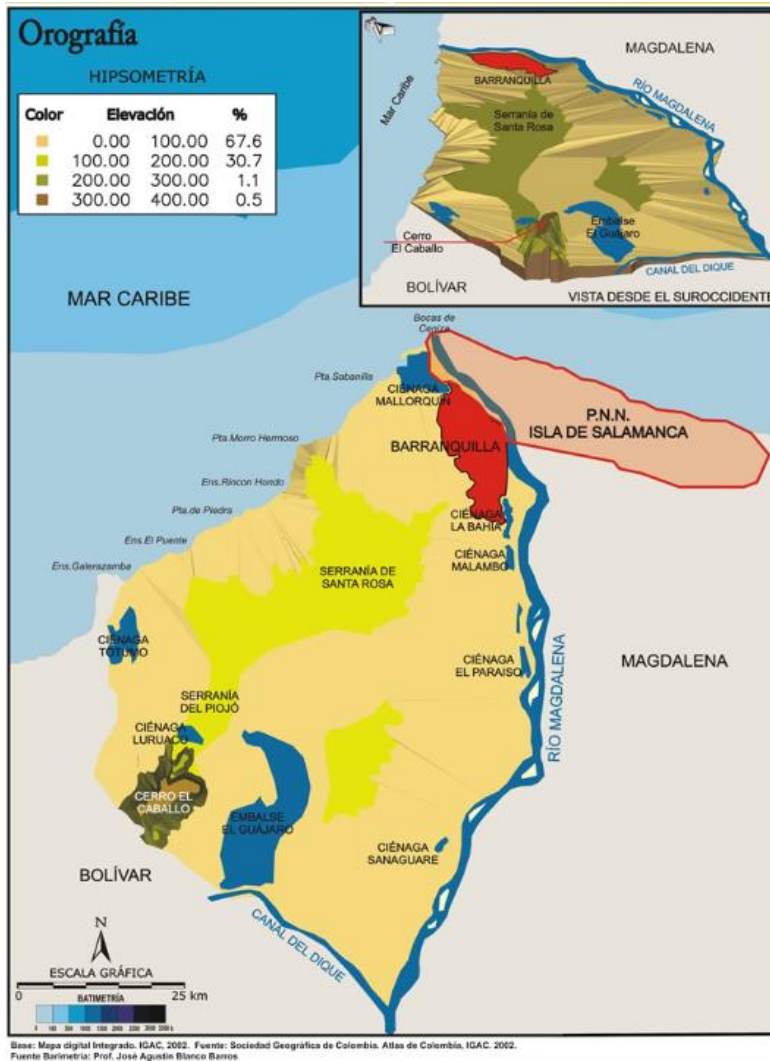 Orografía
HIPSOMETRÍA
Color Elevación %
0.00 100.00 67.6
100.00 200.00 30.7
200.00 300.00 1.1
300.00 400.00 0.5
MAGDALENA
BARRANQUILLA
RÍO MAGDALENA
Mar Caribe
Serranía de
Santa Rosa
Cerro
El Caballo
Embalse
El Guájaro
CANAL DEL DIQUE
BOLÍVAR
VISTA DESDE EL SUROCCIDENTE
MAR CARIBE
Bocas de
Ceniza
Pta.Sabanilla
CIÉNAGA
MALLORQUÍN
P.N.N.
ISLA DE SALAMANCA
Pta.Morro Hermoso
BARRANQUILLA
Ens.Rincon Hondo
Pta.de Piedra
CIÉNAGA
LA BAHÍA
Ens.El Puente
CIÉNAGA
MALAMBO
Ens.Galerazamba
SERRANÍA DE
SANTA ROSA
CIÉNAGA
TOTUMO
CIÉNAGA
EL PARAISO
MAGDALENA
RÍO MAGDALENA
SERRANÍA
DEL PIOJÓ
CIÉNAGA
LURUACO
CERRO EL
CABALLO
EMBALSE
EL GUÁJARO
CIÉNAGA
SANAGUARE
BOLÍVAR
CANAL DEL DIQUE
N
ESCALA GRÁFICA
0 25 km
BATIMETRÍA
Base: Mapa digital Integrado. IGAC, 2002. Fuente: Sociedad Geográfica de Colombia. Atlas de Colombia, IGAC. 2002.
Fuente Barimetría: Prof. José Agustín Blanco Barros